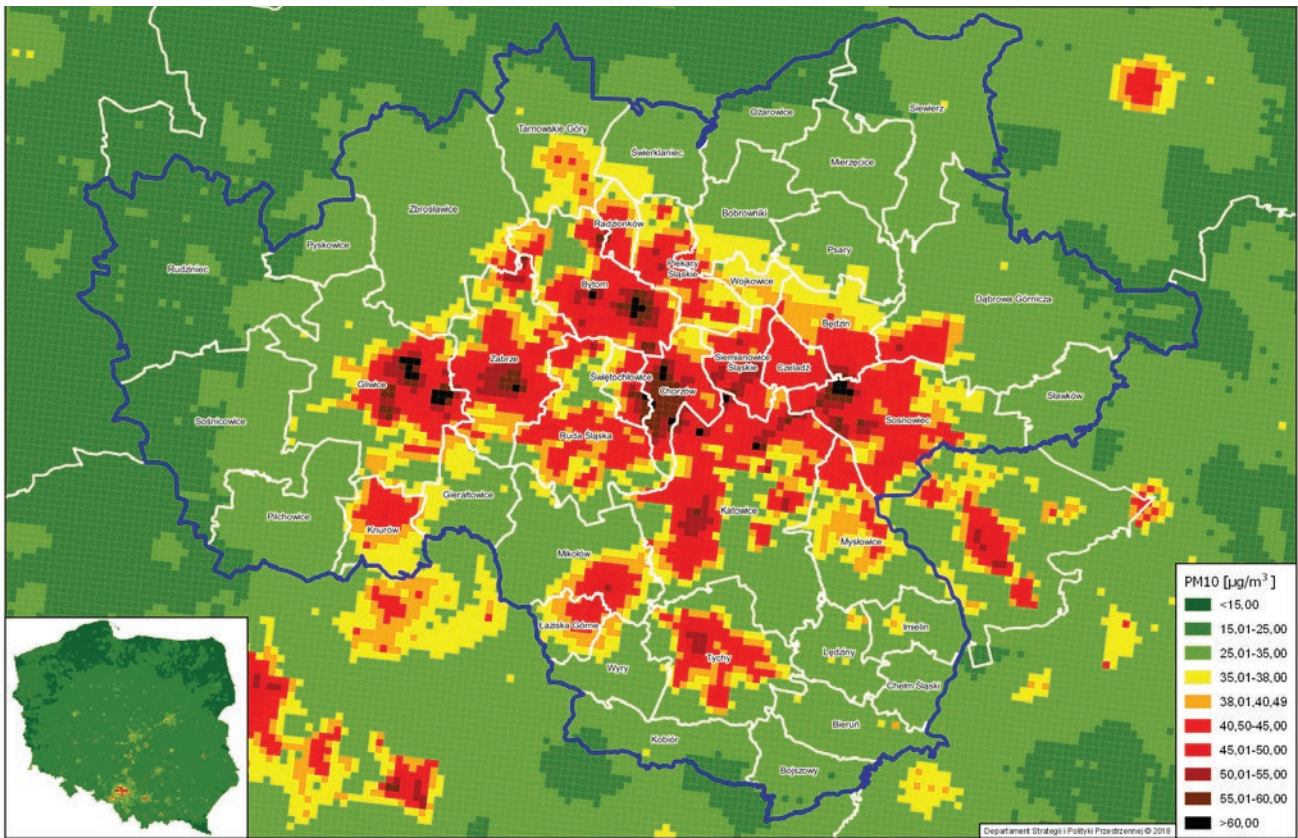 Ożarowice
Siewierz
Tarnowskie Góry
Świerklaniec
Mierzęcice
Zbrosławice
Bobrowniki
Radzionków
Pyskowice
Psary
Rudziniec
Piekary
Śląskie
Wojkowice
Bytom
Dąbrowa Górnicza
Będzin
Zabrze
Siemianowice
Śląskie
Czeladź
Świętochłowice
Gliwice
Chorzów
Sławków
Sośnicowice
Sosnowiec
Ruda Śląska
Gierałtowice
Katowice
Pilchowice
Knurów
Mysłowice
Mikołów
Łaziska Górne
Imielin
Tychy
Lędziny
Wyry
Chełm Śląski
Bieruń
Kobiór
Bojszowy
PM10 [µg/m³]
<15,00
15,01-25,00
25,01-35,00
35,01-38,00
38,01.40,49
40,50-45,00
45,01-50,00
50,01-55,00
55,01-60,00
>60,00
Departament Strategii i Polityki Przestrzennej © 2018